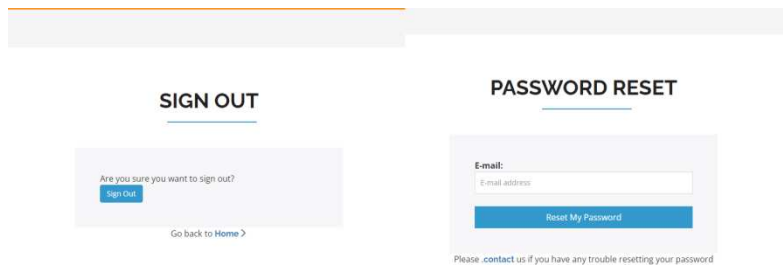 SIGN OUT
Are you sure you want to sign out?
Sign Out
Go back to Home >
PASSWORD RESET
E-mail:
E-mail address
Reset My Password
Please .contact us if you have any trouble resetting your password